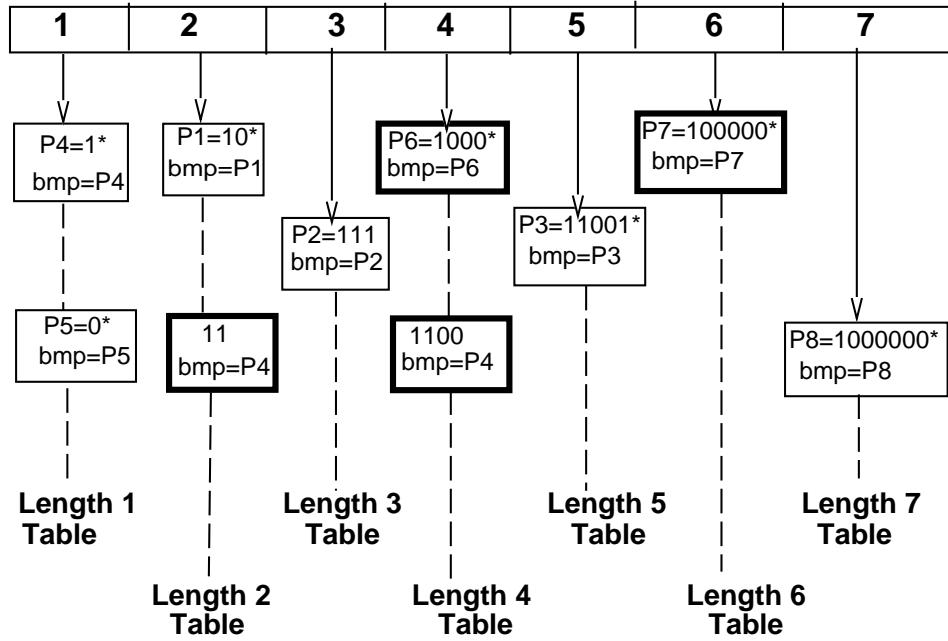 1 2 3 4 5 6 7
P4=1*
bmp=P4
P1=10*
bmp=P1
P6=1000*
bmp=P6
P7=100000*
bmp=P7
P2=111
bmp=P2
P3=11001*
bmp=P3
P5=0*
bmp=P5
11
bmp=P4
1100
bmp=P4
P8=1000000*
bmp=P8
Length 1
Table
Length 3
Table
Length 5
Table
Length 7
Table
Length 2
Table
Length 4
Table
Length 6
Table